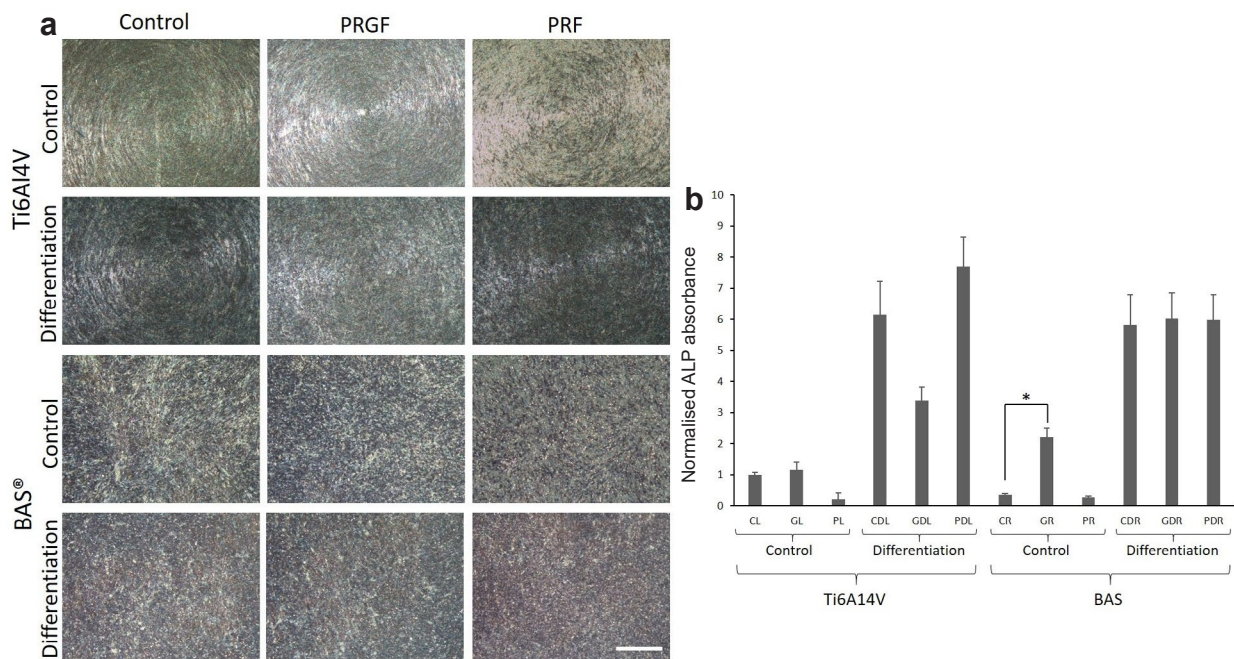 a
Control PRGF PRF
Ti6Al4V
Control
Differentiation
BAS®
Control
Differentiation
b
Normalised ALP absorbance
10
9
8
7
6
5
4
3
2
1
0
*
CL GL PL CDL GDL PDL CR GR PR CDR GDR PDR
Control Differentiation Control Differentiation
Ti6A14V BAS